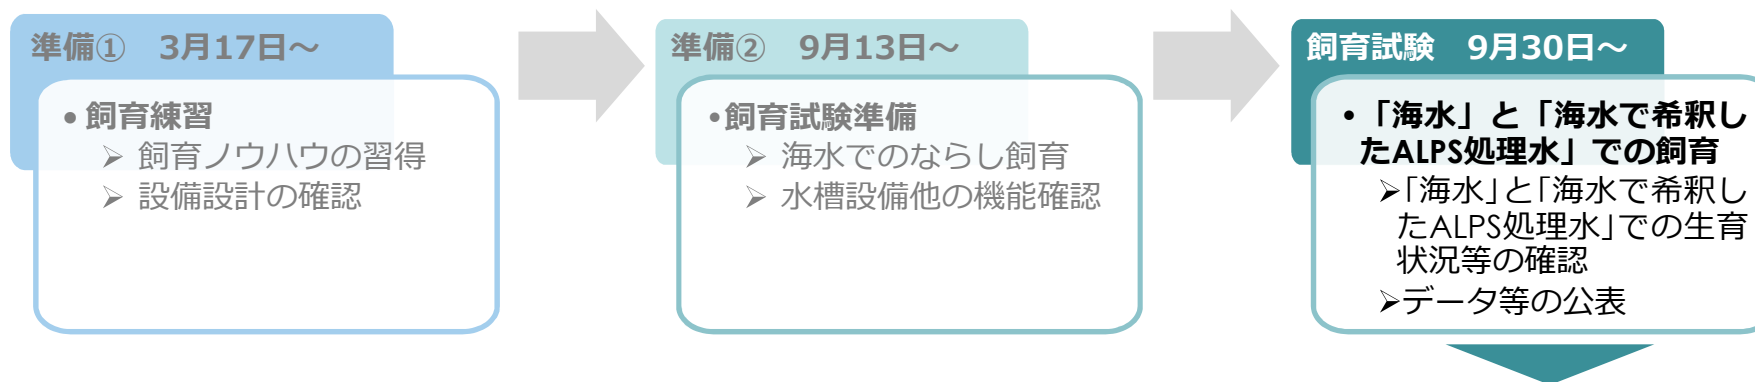 準備① 3月17日～
• 飼育練習
➢ 飼育ノウハウの習得
➢ 設備設計の確認
準備② 9月13日～
•飼育試験準備
➢ 海水でのならし飼育
➢ 水槽設備他の機能確認
飼育試験 9月30日～
•「海水」と「海水で希釈し
たALPS処理水」での飼育
➢｢海水｣と｢海水で希釈し
たALPS処理水｣での生育
状況等の確認
➢データ等の公表